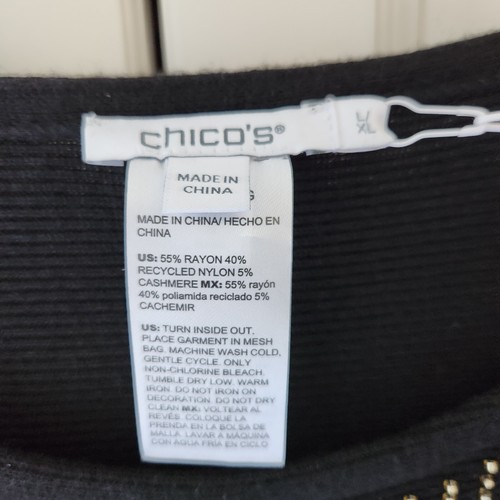 chico's®
L/
XL
MADE IN
CHINA
S
MADE IN CHINA/ HECHO EN
CHINA
US: 55% RAYON 40%
RECYCLED NYLON 5%
CASHMERE MX: 55% rayón
40% poliamida reciclado 5%
CACHEMIR
US: TURN INSIDE OUT.
PLACE GARMENT IN MESH
BAG. MACHINE WASH COLD,
GENTLE CYCLE. ONLY
NON-CHLORINE BLEACH.
TUMBLE DRY LOW. WARM
IRON. DO NOT IRON ON
DECORATION. DO NOT DRY
CLEAN MX: VOLTEAR AL
REVÉS. COLOQUE LA
PRENDA EN LA BOLSA DE
MALLA. LAVAR A MÁQUINA
CON AGUA FRÍA EN CICLO